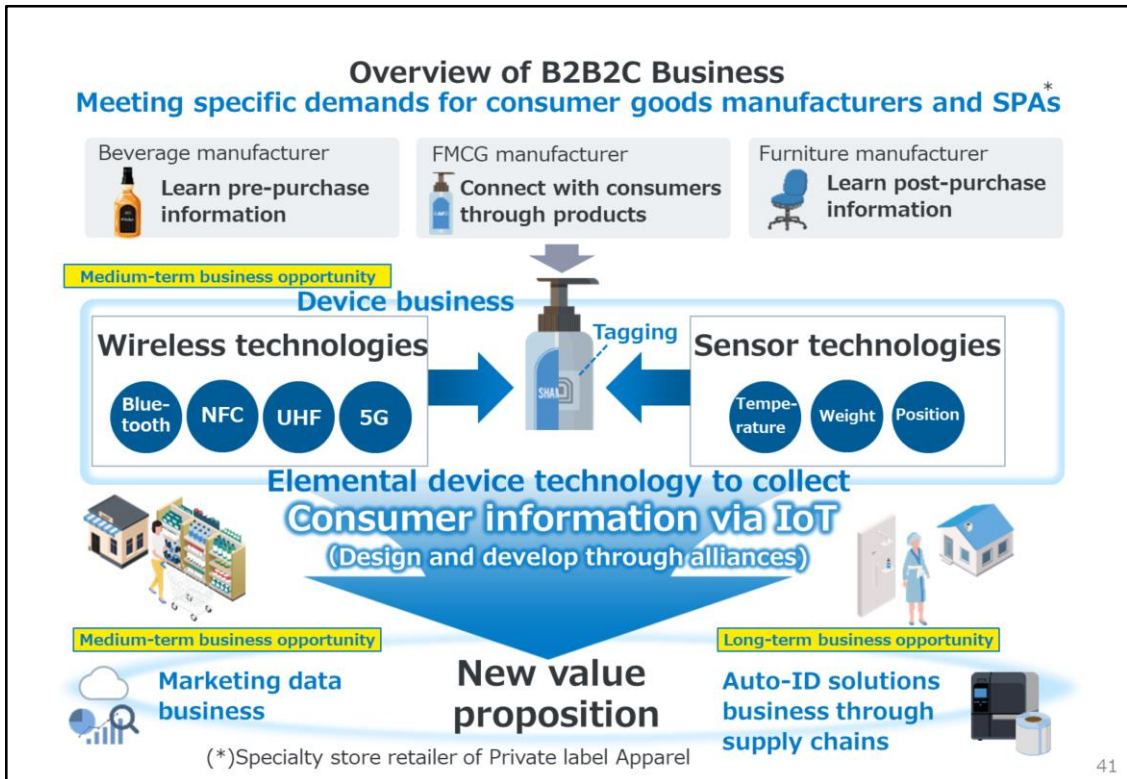 Overview of B2B2C Business
Meeting specific demands for consumer goods manufacturers and SPAs*
Beverage manufacturer
Learn pre-purchase
information
FMCG manufacturer
Connect with consumers
through products
Furniture manufacturer
Learn post-purchase
information
Medium-term business opportunity
Device business
Wireless technologies
Blue-
tooth
NFC
UHF
5G
Tagging
SHAM
Sensor technologies
Tempe-
rature
Weight
Position
Elemental device technology to collect
Consumer information via IoT
(Design and develop through alliances)
Medium-term business opportunity
Marketing data
business
New value
proposition
Long-term business opportunity
Auto-ID solutions
business through
supply chains
(*)Specialty store retailer of Private label Apparel
41